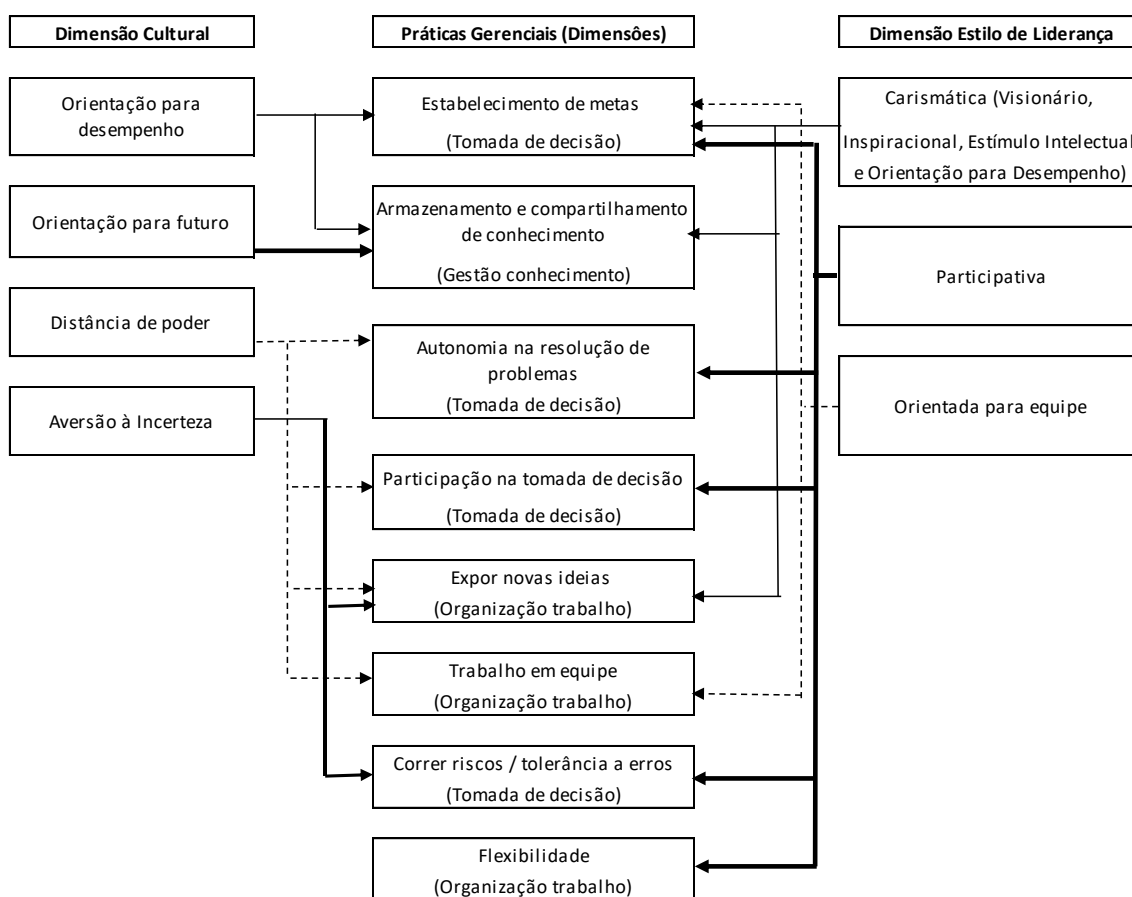 Dimensão Cultural
Práticas Gerenciais (Dimensôes)
Dimensão Estilo de Liderança
Orientação para
desempenho
Orientação para futuro
Distância de poder
Aversão à Incerteza
Estabelecimento de metas
(Tomada de decisão)
Armazenamento e compartilhamento
de conhecimento
(Gestão conhecimento)
Autonomia na resolução de
problemas
(Tomada de decisão)
Participação na tomada de decisão
(Tomada de decisão)
Expor novas ideias
(Organização trabalho)
Trabalho em equipe
(Organização trabalho)
Correr riscos / tolerância a erros
(Tomada de decisão)
Flexibilidade
(Organização trabalho)
Carismática (Visionário,
Inspiracional, Estímulo Intelectual
e Orientação para Desempenho)
Participativa
Orientada para equipe